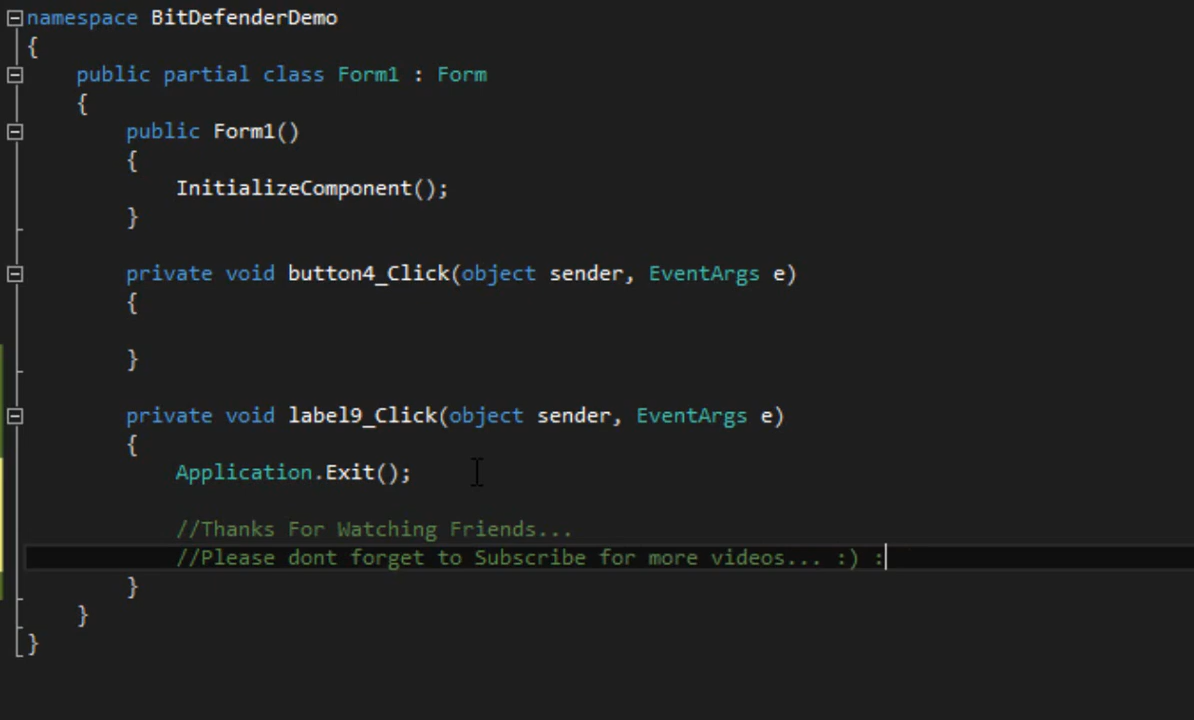 namespace BitDefenderDemo
{
public partial class Form1 : Form
{
public Form1()
{
InitializeComponent();
}
private void button4_Click(object sender, EventArgs e)
{
}
private void label9_Click(object sender, EventArgs e)
{
Application.Exit();
//Thanks For Watching Friends...
//Please dont forget to Subscribe for more videos... :) :
}
}
}